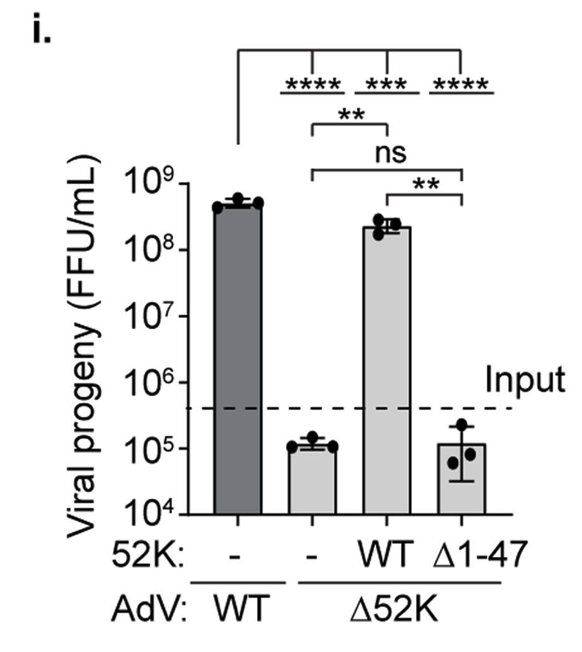 i.
**** *** ****
**
ns
**
Viral progeny (FFU/mL)
10⁹
10⁸
10⁷
10⁶
10⁵
10⁴
Input
52K: - - WT Δ1-47
AdV: WT Δ52K